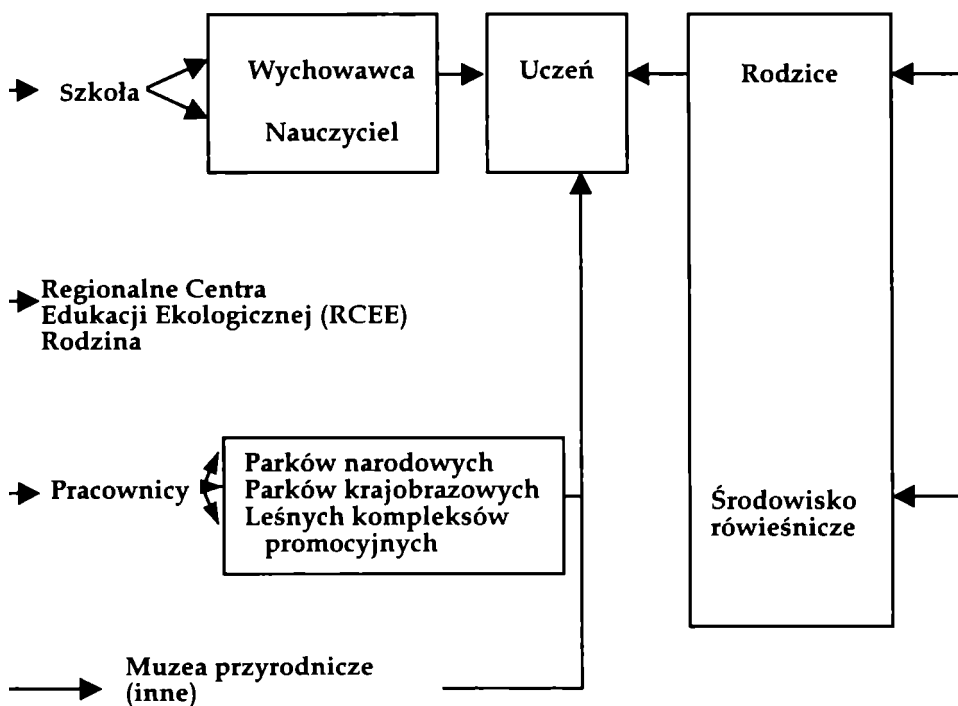 Szkoła
Wychowawca
Nauczyciel
Uczeń
Rodzice
Regionalne Centra
Edukacji Ekologicznej (RCEE)
Rodzina
Pracownicy
Parków narodowych
Parków krajobrazowych
Leśnych kompleksów
promocyjnych
Środowisko
rówieśnicze
Muzea przyrodnicze
(inne)